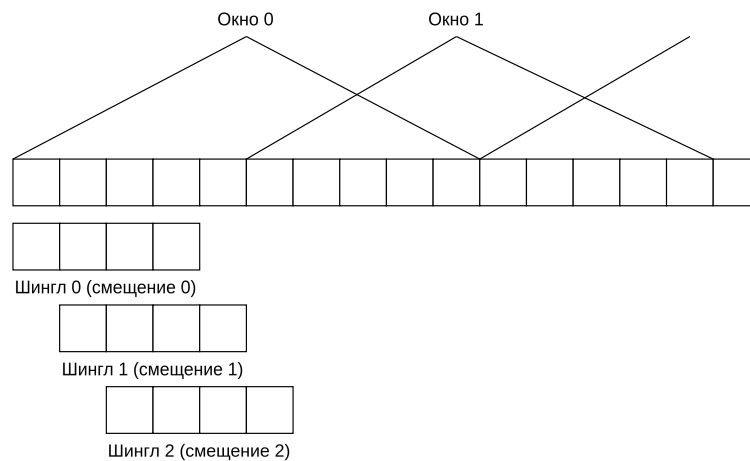 Окно 0
Окно 1
Шингл 0 (смещение 0)
Шингл 1 (смещение 1)
Шингл 2 (смещение 2)